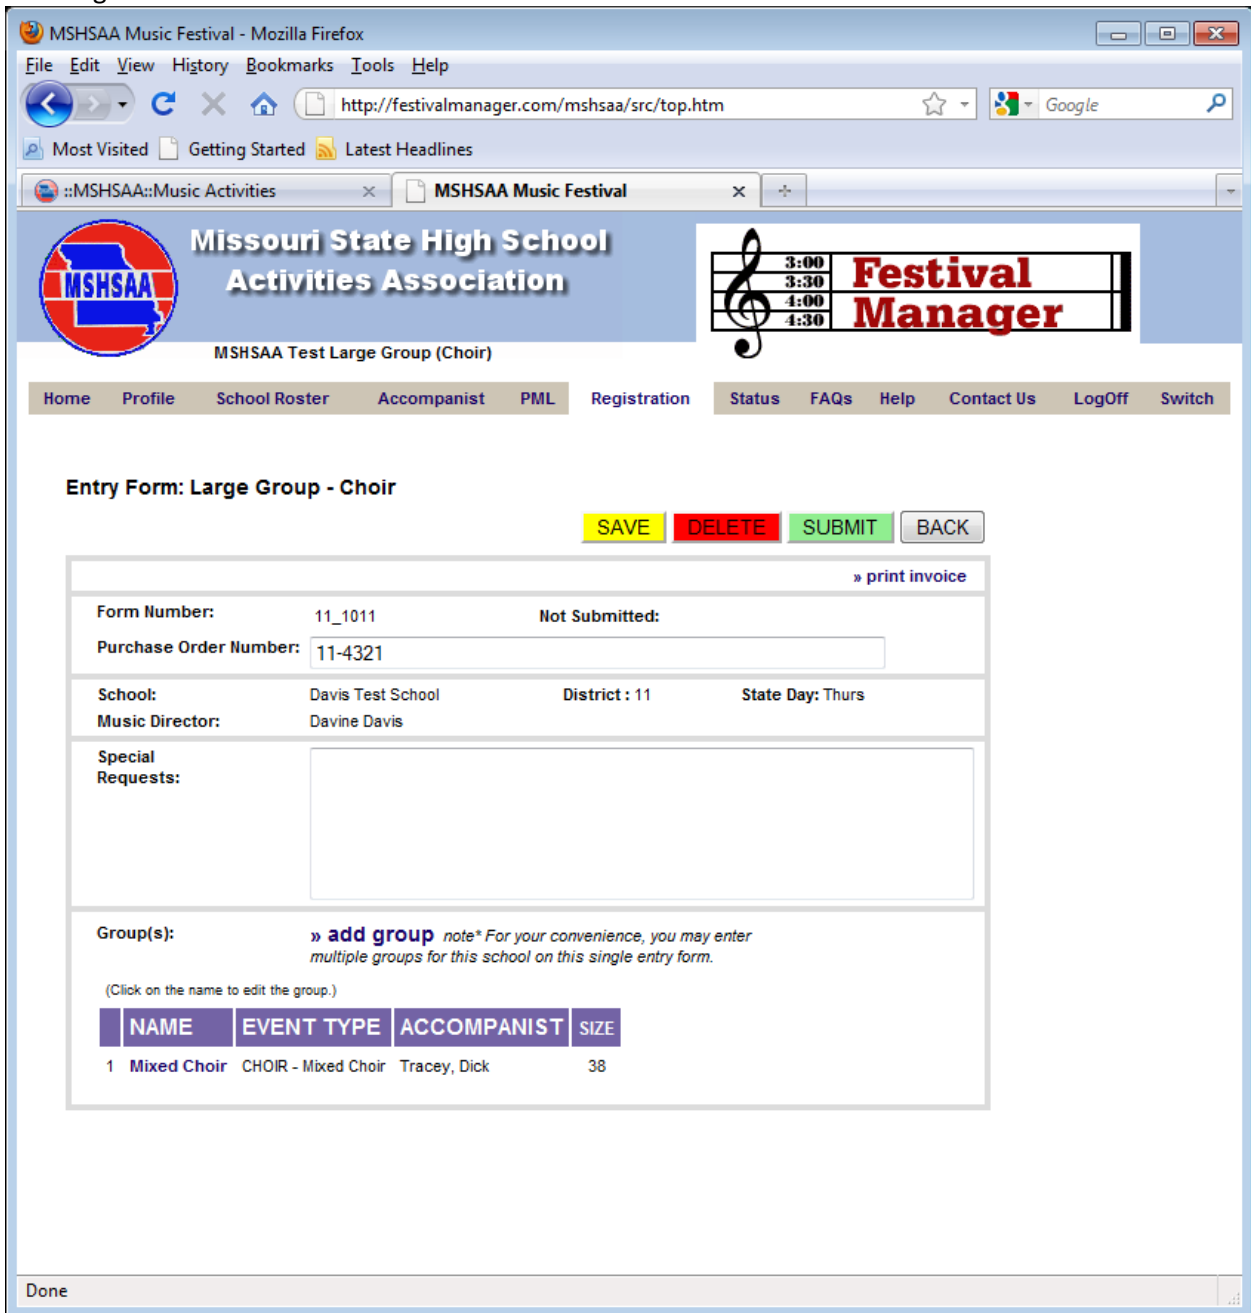 MSHSAA Music Festival - Mozilla Firefox
File Edit View History Bookmarks Tools Help
http://festivalmanager.com/mshsaa/src/top.htm
Google
Most Visited Getting Started Latest Headlines
::MSHSAA::Music Activities
MSHSAA Music Festival
Missouri State High School
Activities Association
MSHSAA
3:00
3:30
4:00
4:30
Festival
Manager
MSHSAA Test Large Group (Choir)
Home Profile School Roster Accompanist PML Registration Status FAQs Help Contact Us LogOff Switch
Entry Form: Large Group - Choir
SAVE DELETE SUBMIT BACK
» print invoice
Form Number: 11_1011 Not Submitted:
Purchase Order Number: 11-4321
School: Davis Test School District : 11 State Day: Thurs
Music Director: Davine Davis
Special
Requests:
Group(s): » add group note* For your convenience, you may enter
multiple groups for this school on this single entry form.
(Click on the name to edit the group.)
NAME EVENT TYPE ACCOMPANIST SIZE
1 Mixed Choir CHOIR - Mixed Choir Tracey, Dick 38
Done